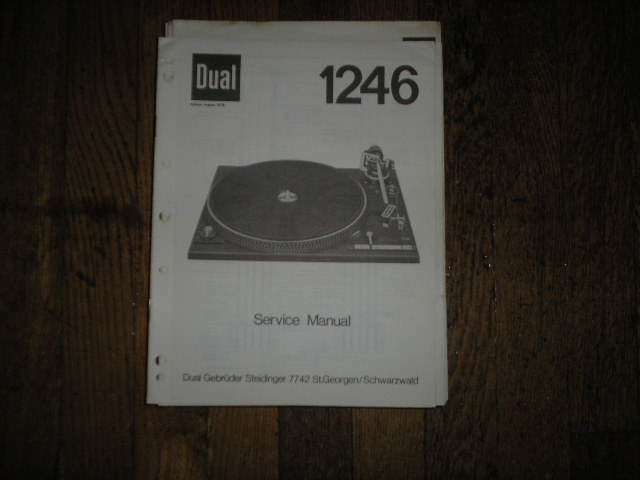 Dual
1246
Service Manual
Dual Gebrüder Steidinger 7742 St.Georgen/Schwarzwald